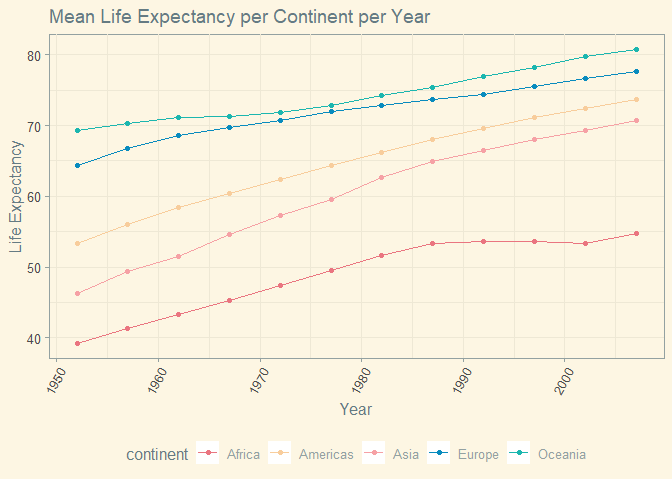 Mean Life Expectancy per Continent per Year
80
70
60
50
40
Life Expectancy
1950 1960 1970 1980 1990 2000
Year
continent Africa Americas Asia Europe Oceania